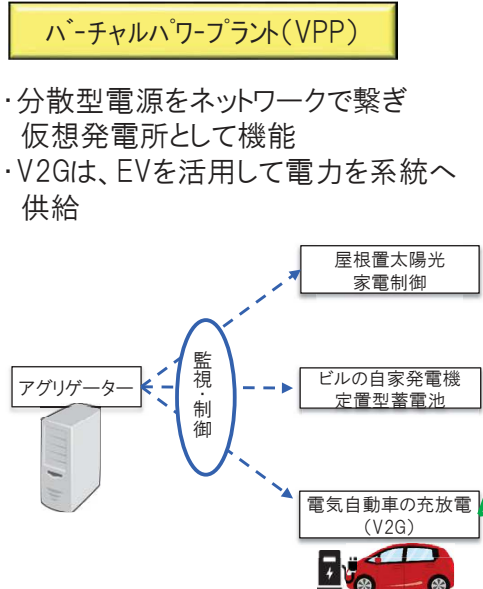 バーチャルパワープラント(VPP)
・分散型電源をネットワークで繋ぎ
仮想発電所として機能
・V2Gは、EVを活用して電力を系統へ
供給
屋根置太陽光
家電制御
監視・制御
アグリゲーター
ビルの自家発電機
定置型蓄電池
電気自動車の充放電
(V2G)